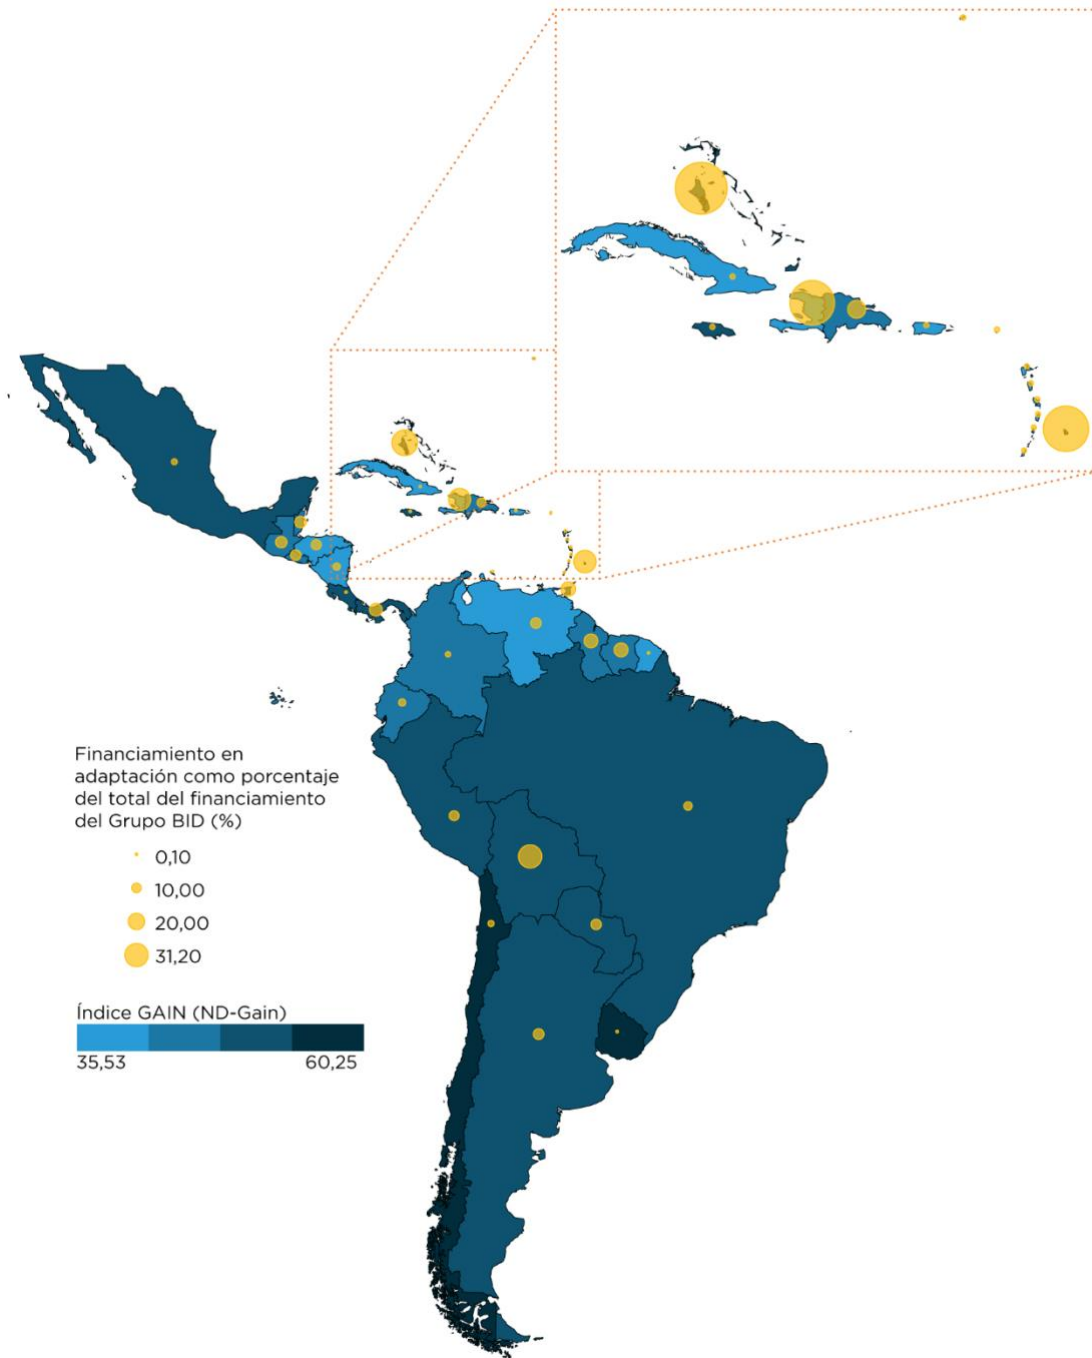 Financiamiento en
adaptación como porcentaje
del total del financiamiento
del Grupo BID (%)
0,10
10,00
20,00
31,20
Índice GAIN (ND-Gain)
35,53 60,25